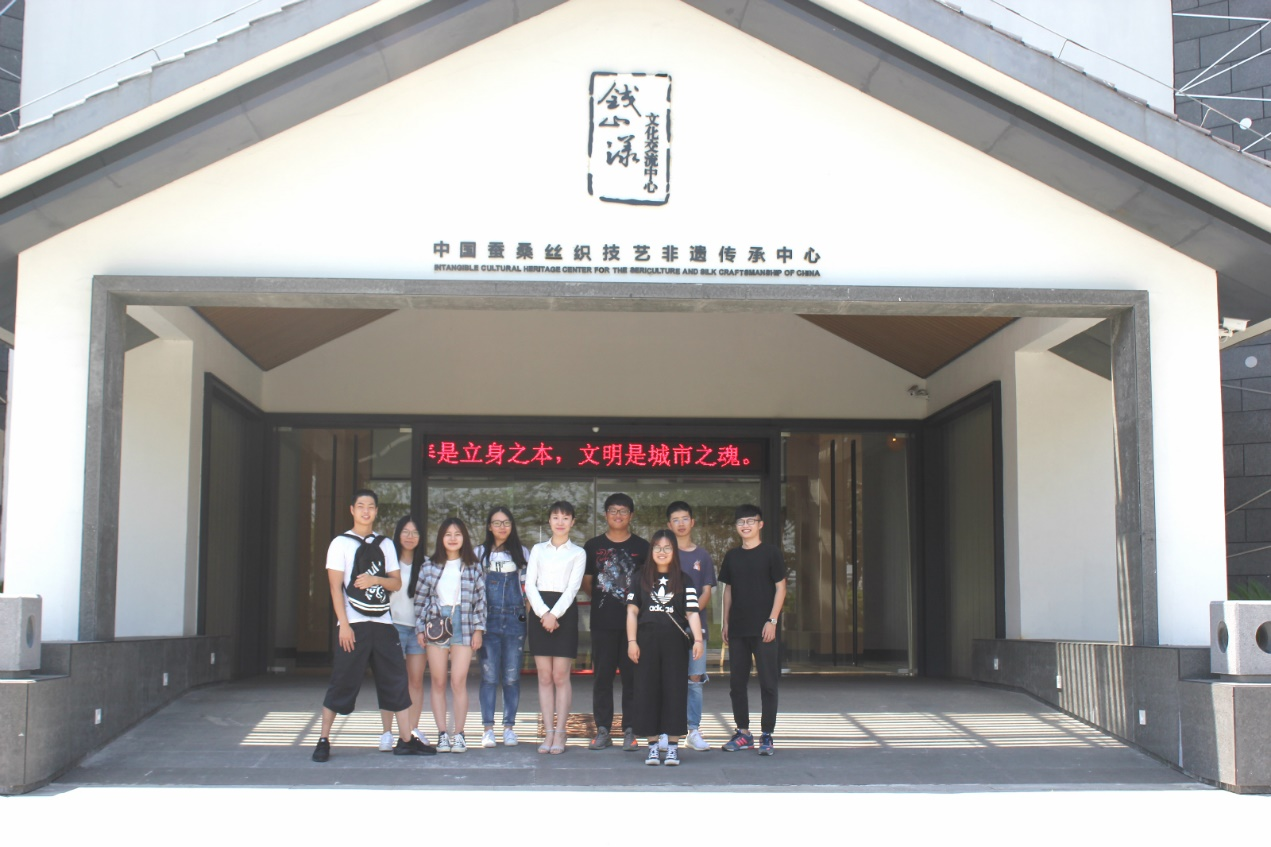 钱山漾
文化交流中心
中国蚕桑丝织技艺非遗传承中心
INTANGIBLE CULTURAL HERITAGE CENTER FOR THE SERICULTURE AND SILK CRAFTSMANSHIP OF CHINA
是立身之本，文明是城市之魂。
adidas